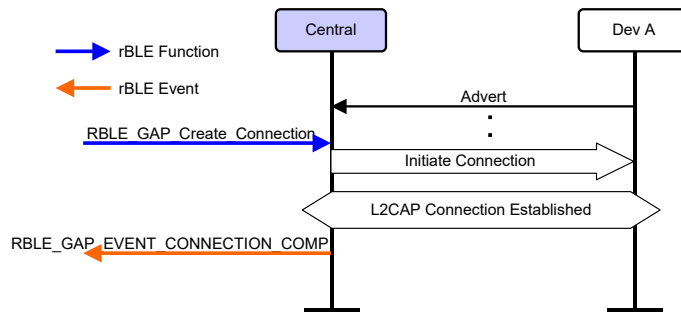 Central
Dev A
rBLE Function
rBLE Event
Advert
RBLE_GAP_Create_Connection
Initiate Connection
L2CAP Connection Established
RBLE_GAP_EVENT_CONNECTION_COMP